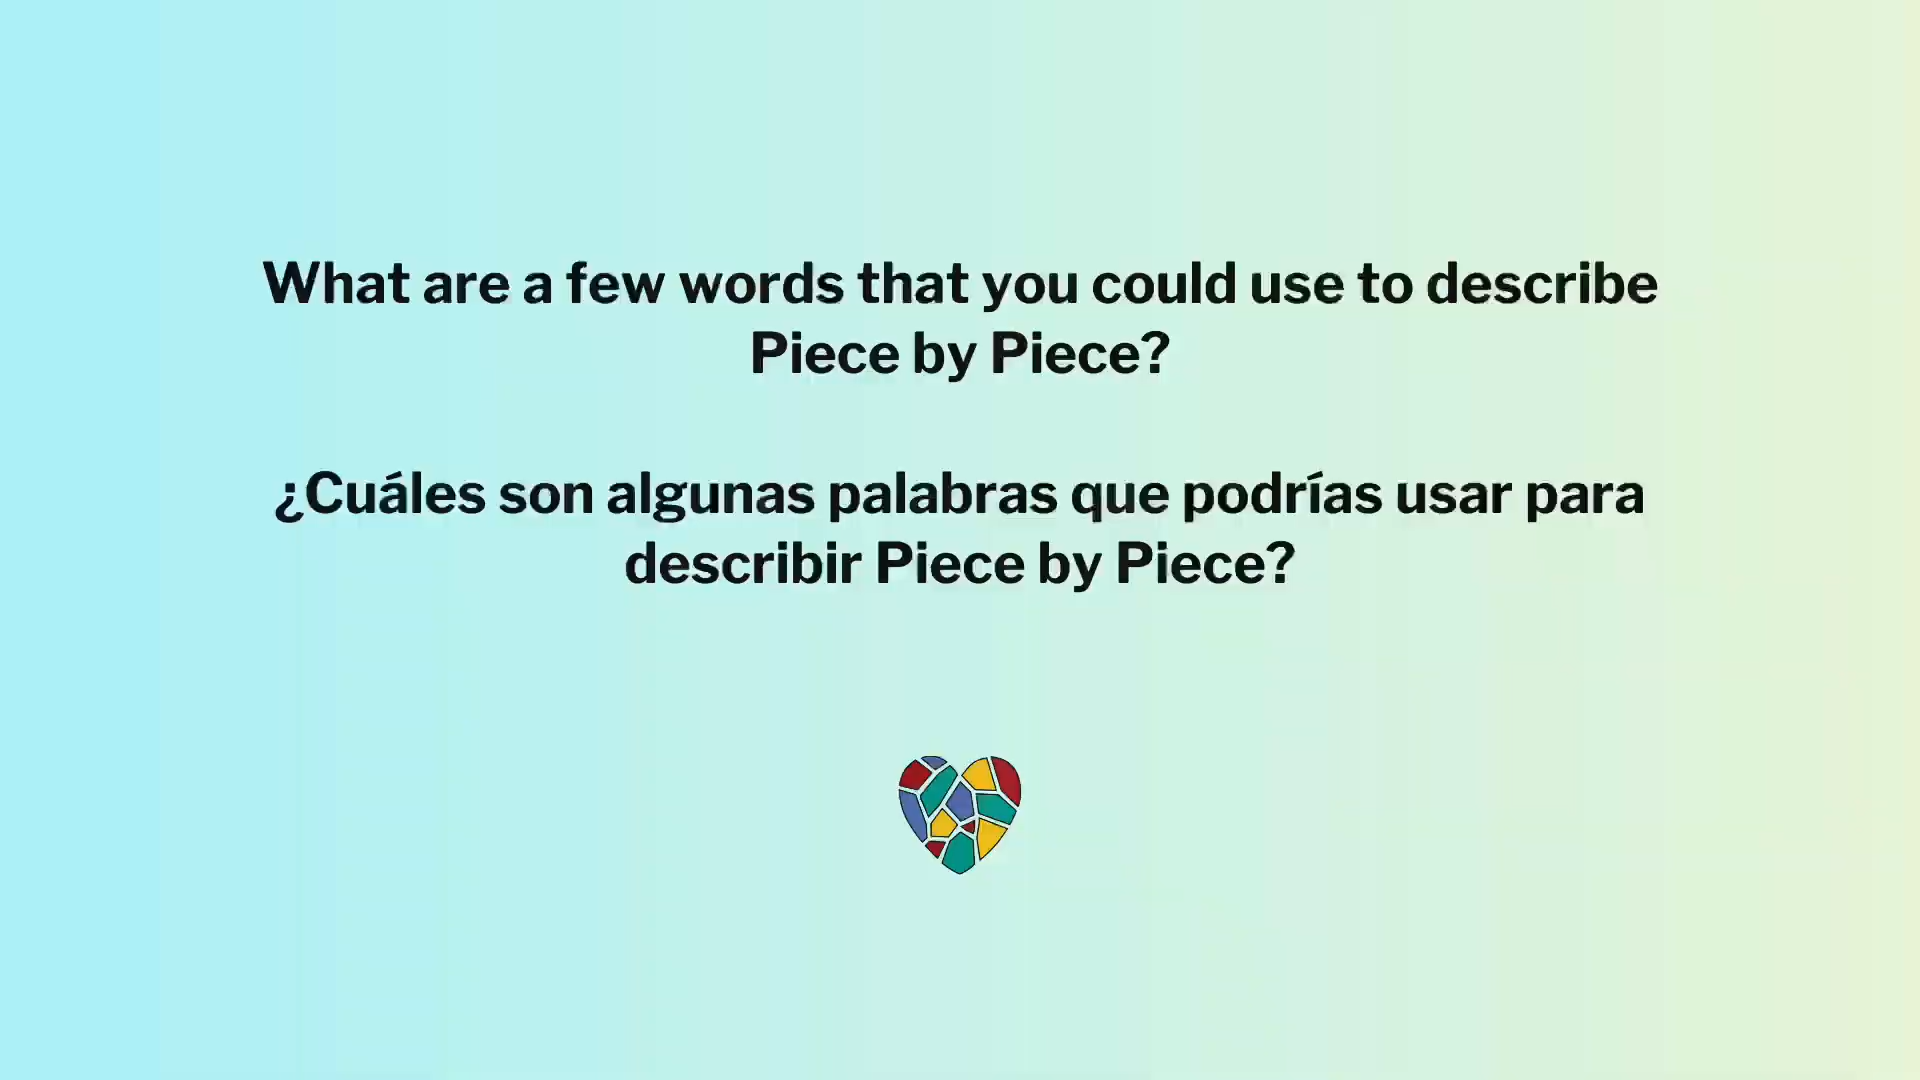 What are a few words that you could use to describe
Piece by Piece?
¿Cuáles son algunas palabras que podrías usar para
describir Piece by Piece?